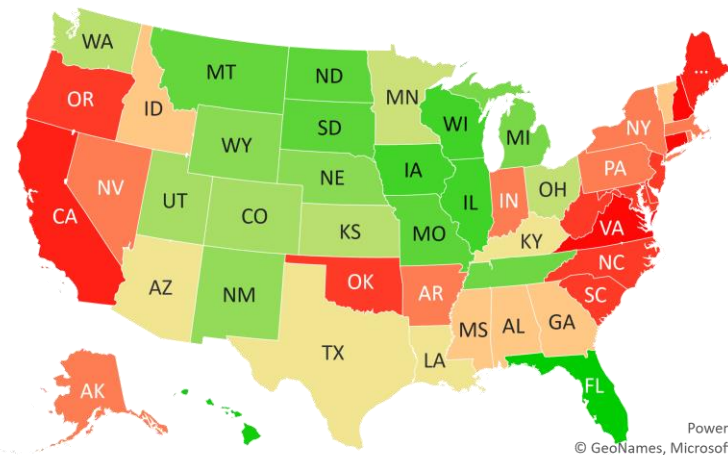 WA
MT
ND
MN
...
OR
ID
SD
WI
MI
NY
WY
IA
PA
NE
NV
UT
IL
IN
OH
CA
CO
KS
MO
KY
VA
NC
AZ
NM
OK
AR
SC
MS
AL
GA
TX
LA
AK
FL
Power
© GeoNames, Microsof